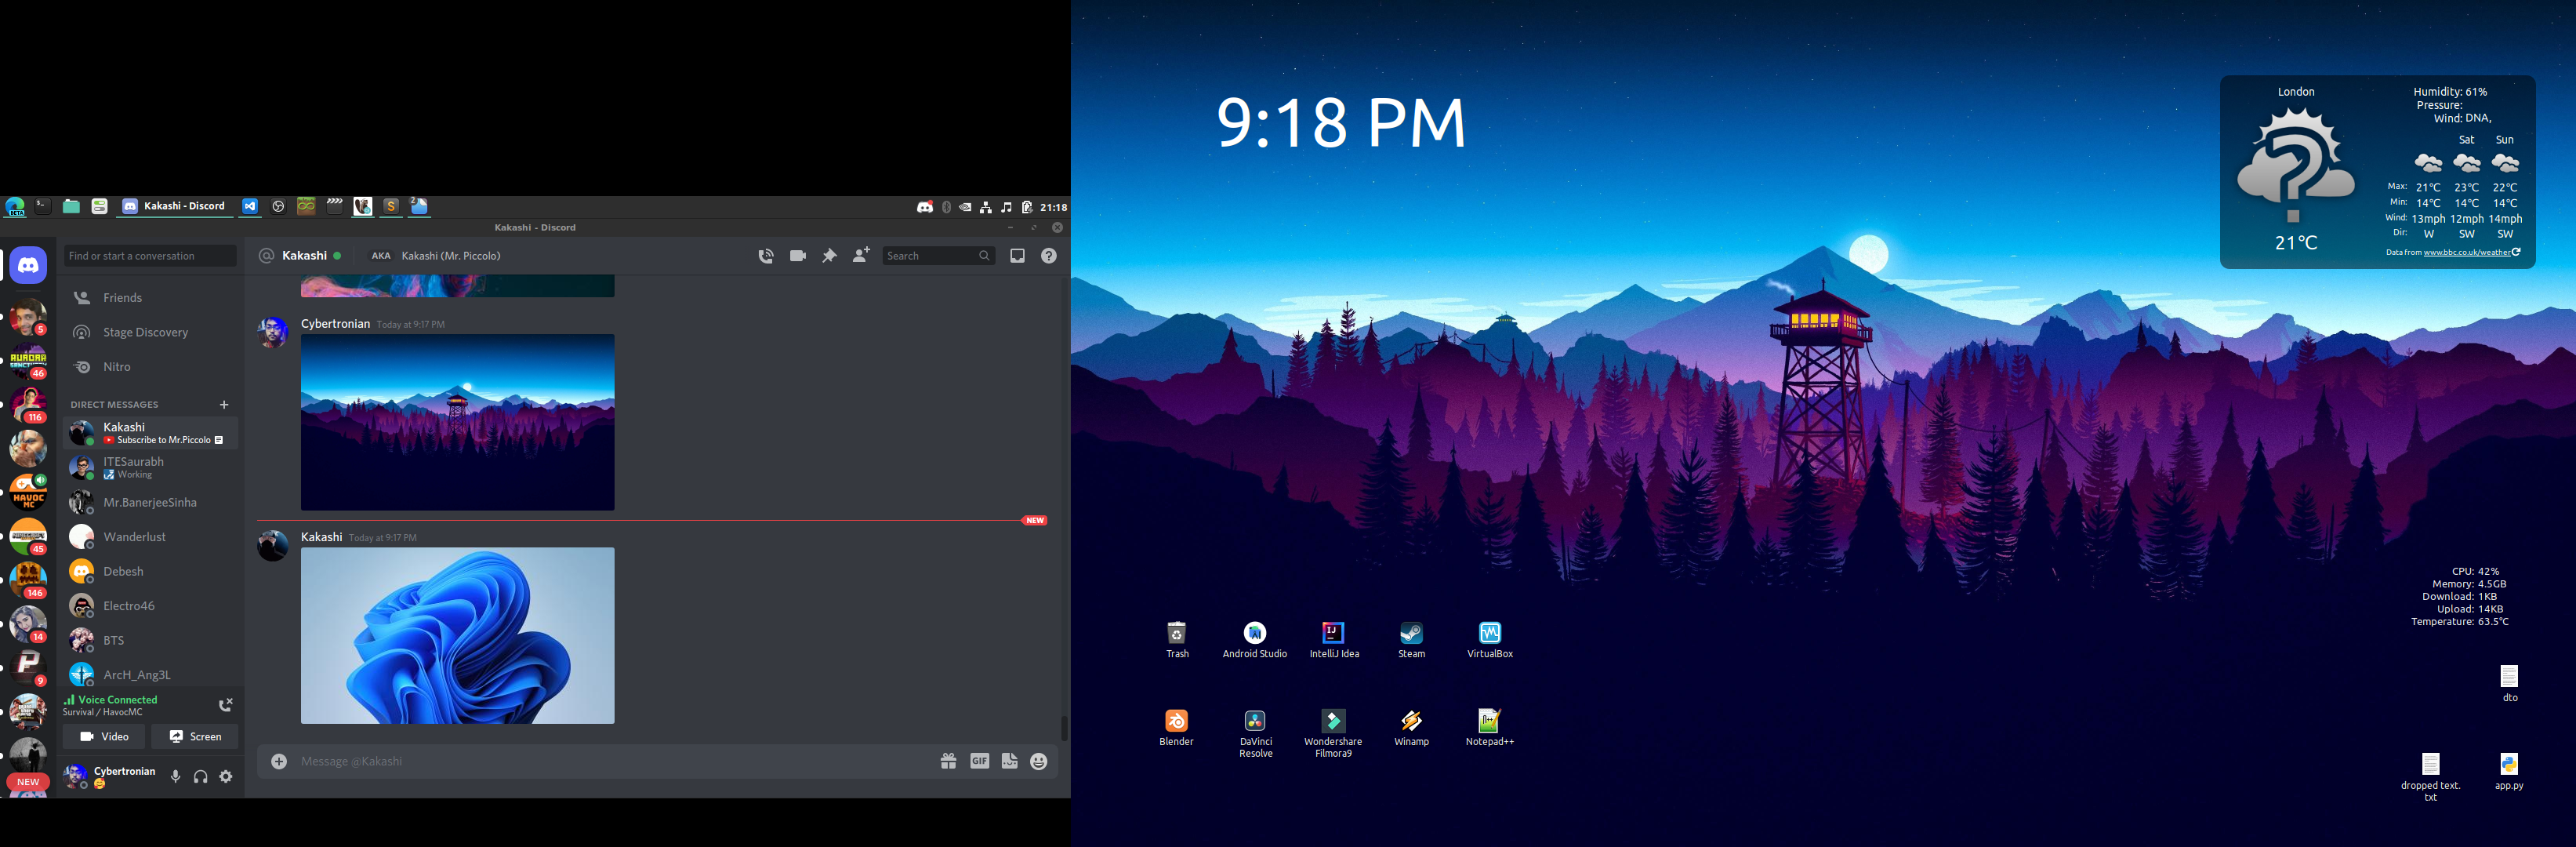 Kakashi - Discord
2
21:18
Kakashi - Discord
Find or start a conversation
Kakashi
AKA
Kakashi (Mr. Piccolo)
Search
5
46
116
45
146
14
9
NEW
AURORA
HAVOC
MC
Friends
Stage Discovery
Nitro
DIRECT MESSAGES
Kakashi
Subscribe to Mr.Piccolo
ITESaurabh
Working
Mr.BanerjeeSinha
Wanderlust
Debesh
Electro46
BTS
ArcH_Ang3L
Voice Connected
Survival / HavocMC
Video
Screen
Cybertronian
Cybertronian Today at 9:17 PM
NEW
Kakashi Today at 9:17 PM
Message @Kakashi
GIF
9:18 PM
London
21°C
Humidity: 61%
Pressure:
Wind: DNA,
Sat Sun
Max: 21°C 23°C 22°C
Min: 14°C 14°C 14°C
Wind: 13mph 12mph 14mph
Dir: W SW SW
Data from www.bbc.co.uk/weather
CPU: 42%
Memory: 4.5GB
Download: 1KB
Upload: 14KB
Temperature: 63.5°C
Trash
Android Studio
IntelliJ Idea
Steam
VirtualBox
Blender
DaVinci
Resolve
Wondershare
Filmora9
Winamp
Notepad++
dto
dropped text.
txt
app.py